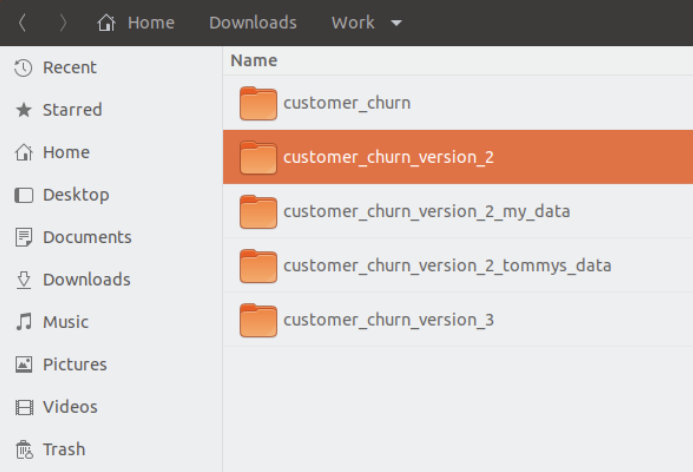 Home Downloads Work
Recent
Starred
Home
Desktop
Documents
Downloads
Music
Pictures
Videos
Trash
Name
customer_churn
customer_churn_version_2
customer_churn_version_2_my_data
customer_churn_version_2_tommys_data
customer_churn_version_3